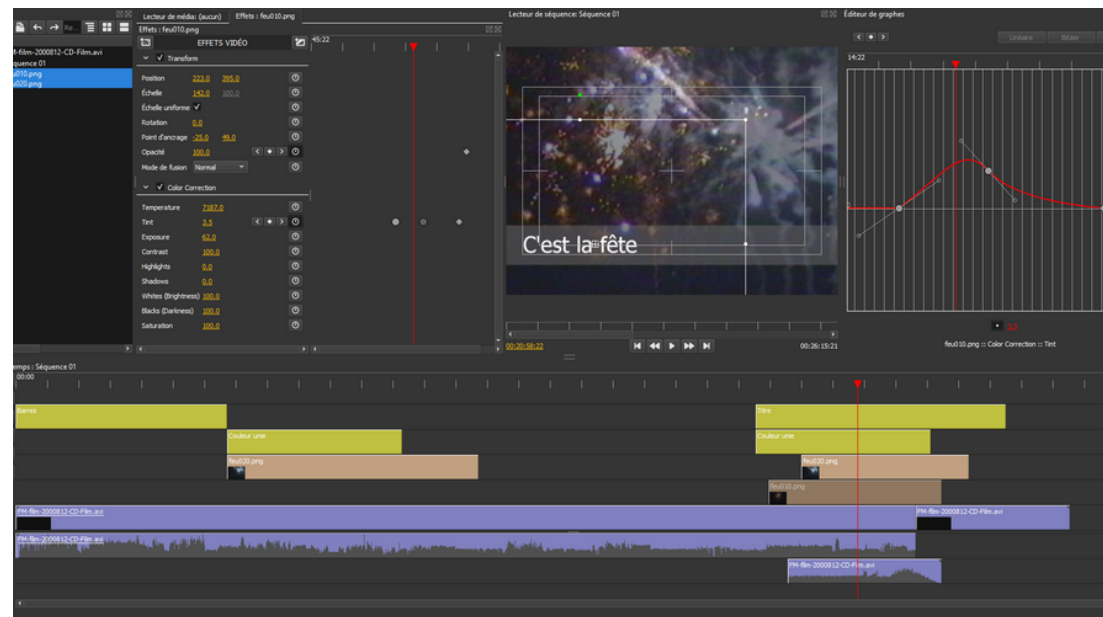 Lecteur de média: (aucun)
Effets : feu010.png
Lecteur de séquence: Séquence 01
Éditeur de graphes
Effets : feu010.png
Re...
EFFETS VIDÉO
45:22
Linéaire
Bézier
M-film-2000812-CD-Film.avi
quence 01
u010.png
u020.png
Transform
Position 223.0 395.0
Échelle 142.0 100.0
Échelle uniforme
Rotation 0.0
Point d'ancrage -25.0 49.0
Opacité 100.0
Mode de fusion Normal
Color Correction
Temperature 7187.0
Tint 3.5
Exposure 62.0
Contrast 100.0
Highlights 0.0
Shadows 0.0
Whites (Brightness) 100.0
Blacks (Darkness) 100.0
Saturation 100.0
C'est la fête
00:20:58:22
00:26:15:21
14:22
3.5
feu010.png :: Color Correction :: Tint
emps : Séquence 01
00:00
Barres
Titre
Couleur unie
Couleur unie
feu020.png
feu020.png
feu010.png
FM-film-2000812-CD-Film.avi
FM-film-2000812-CD-Film.avi
FM-film-2000812-CD-Film.avi
FM-film-2000812-CD-Film.avi